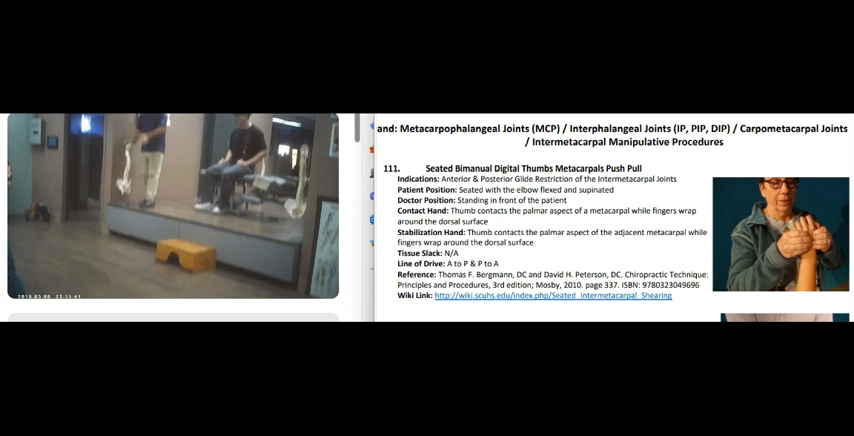 and: Metacarpophalangeal Joints (MCP) / Interphalangeal Joints (IP, PIP, DIP) / Carpometacarpal Joints
/ Intermetacarpal Manipulative Procedures
111. Seated Bimanual Digital Thumbs Metacarpals Push Pull
Indications: Anterior & Posterior Glide Restriction of the Intermetacarpal Joints
Patient Position: Seated with the elbow flexed and supinated
Doctor Position: Standing in front of the patient
Contact Hand: Thumb contacts the palmar aspect of a metacarpal while fingers wrap
around the dorsal surface
Stabilization Hand: Thumb contacts the palmar aspect of the adjacent metacarpal while
fingers wrap around the dorsal surface
Tissue Slack: N/A
Line of Drive: A to P & P to A
Reference: Thomas F. Bergmann, DC and David H. Peterson, DC. Chiropractic Technique:
Principles and Procedures, 3rd edition; Mosby, 2010. page 337. ISBN: 9780323049696
Wiki Link: http://wiki.scuhs.edu/index.php/Seated_Intermetacarpal_Shearing